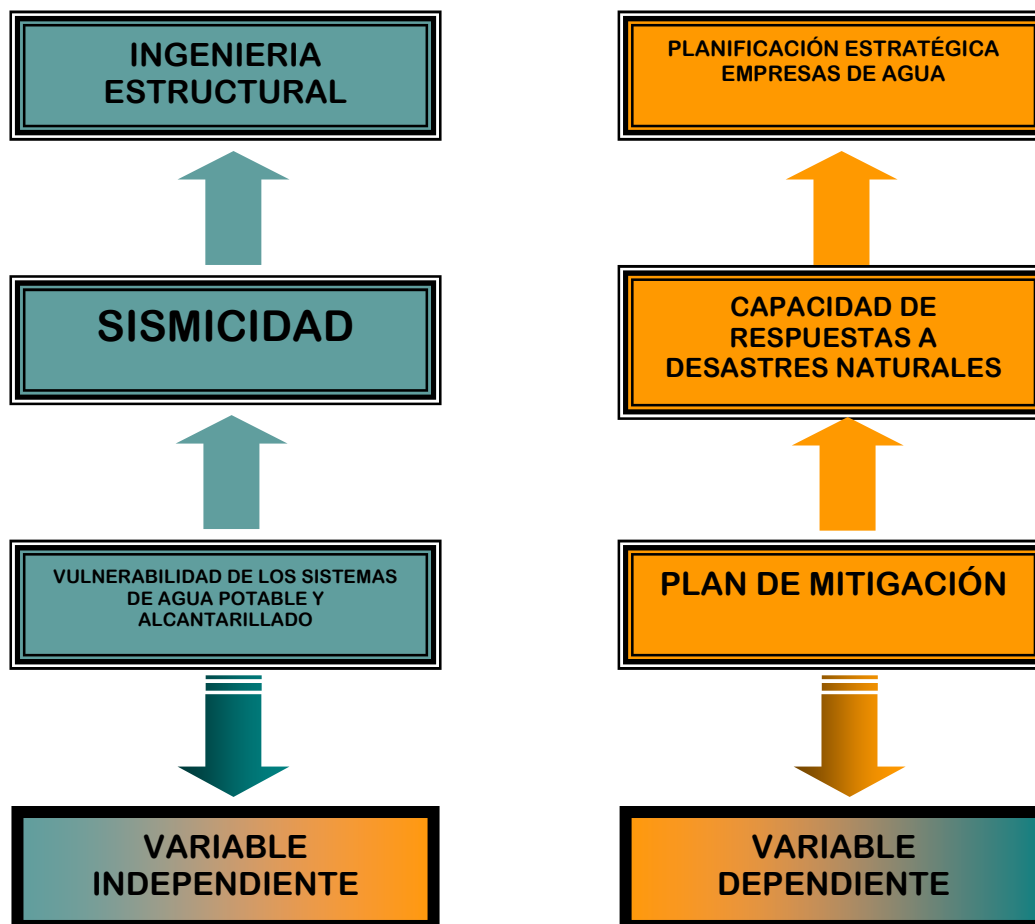 INGENIERIA
ESTRUCTURAL
SISMICIDAD
VULNERABILIDAD DE LOS SISTEMAS
DE AGUA POTABLE Y
ALCANTARILLADO
VARIABLE
INDEPENDIENTE
PLANIFICACIÓN ESTRATÉGICA
EMPRESAS DE AGUA
CAPACIDAD DE
RESPUESTAS A
DESASTRES NATURALES
PLAN DE MITIGACIÓN
VARIABLE
DEPENDIENTE